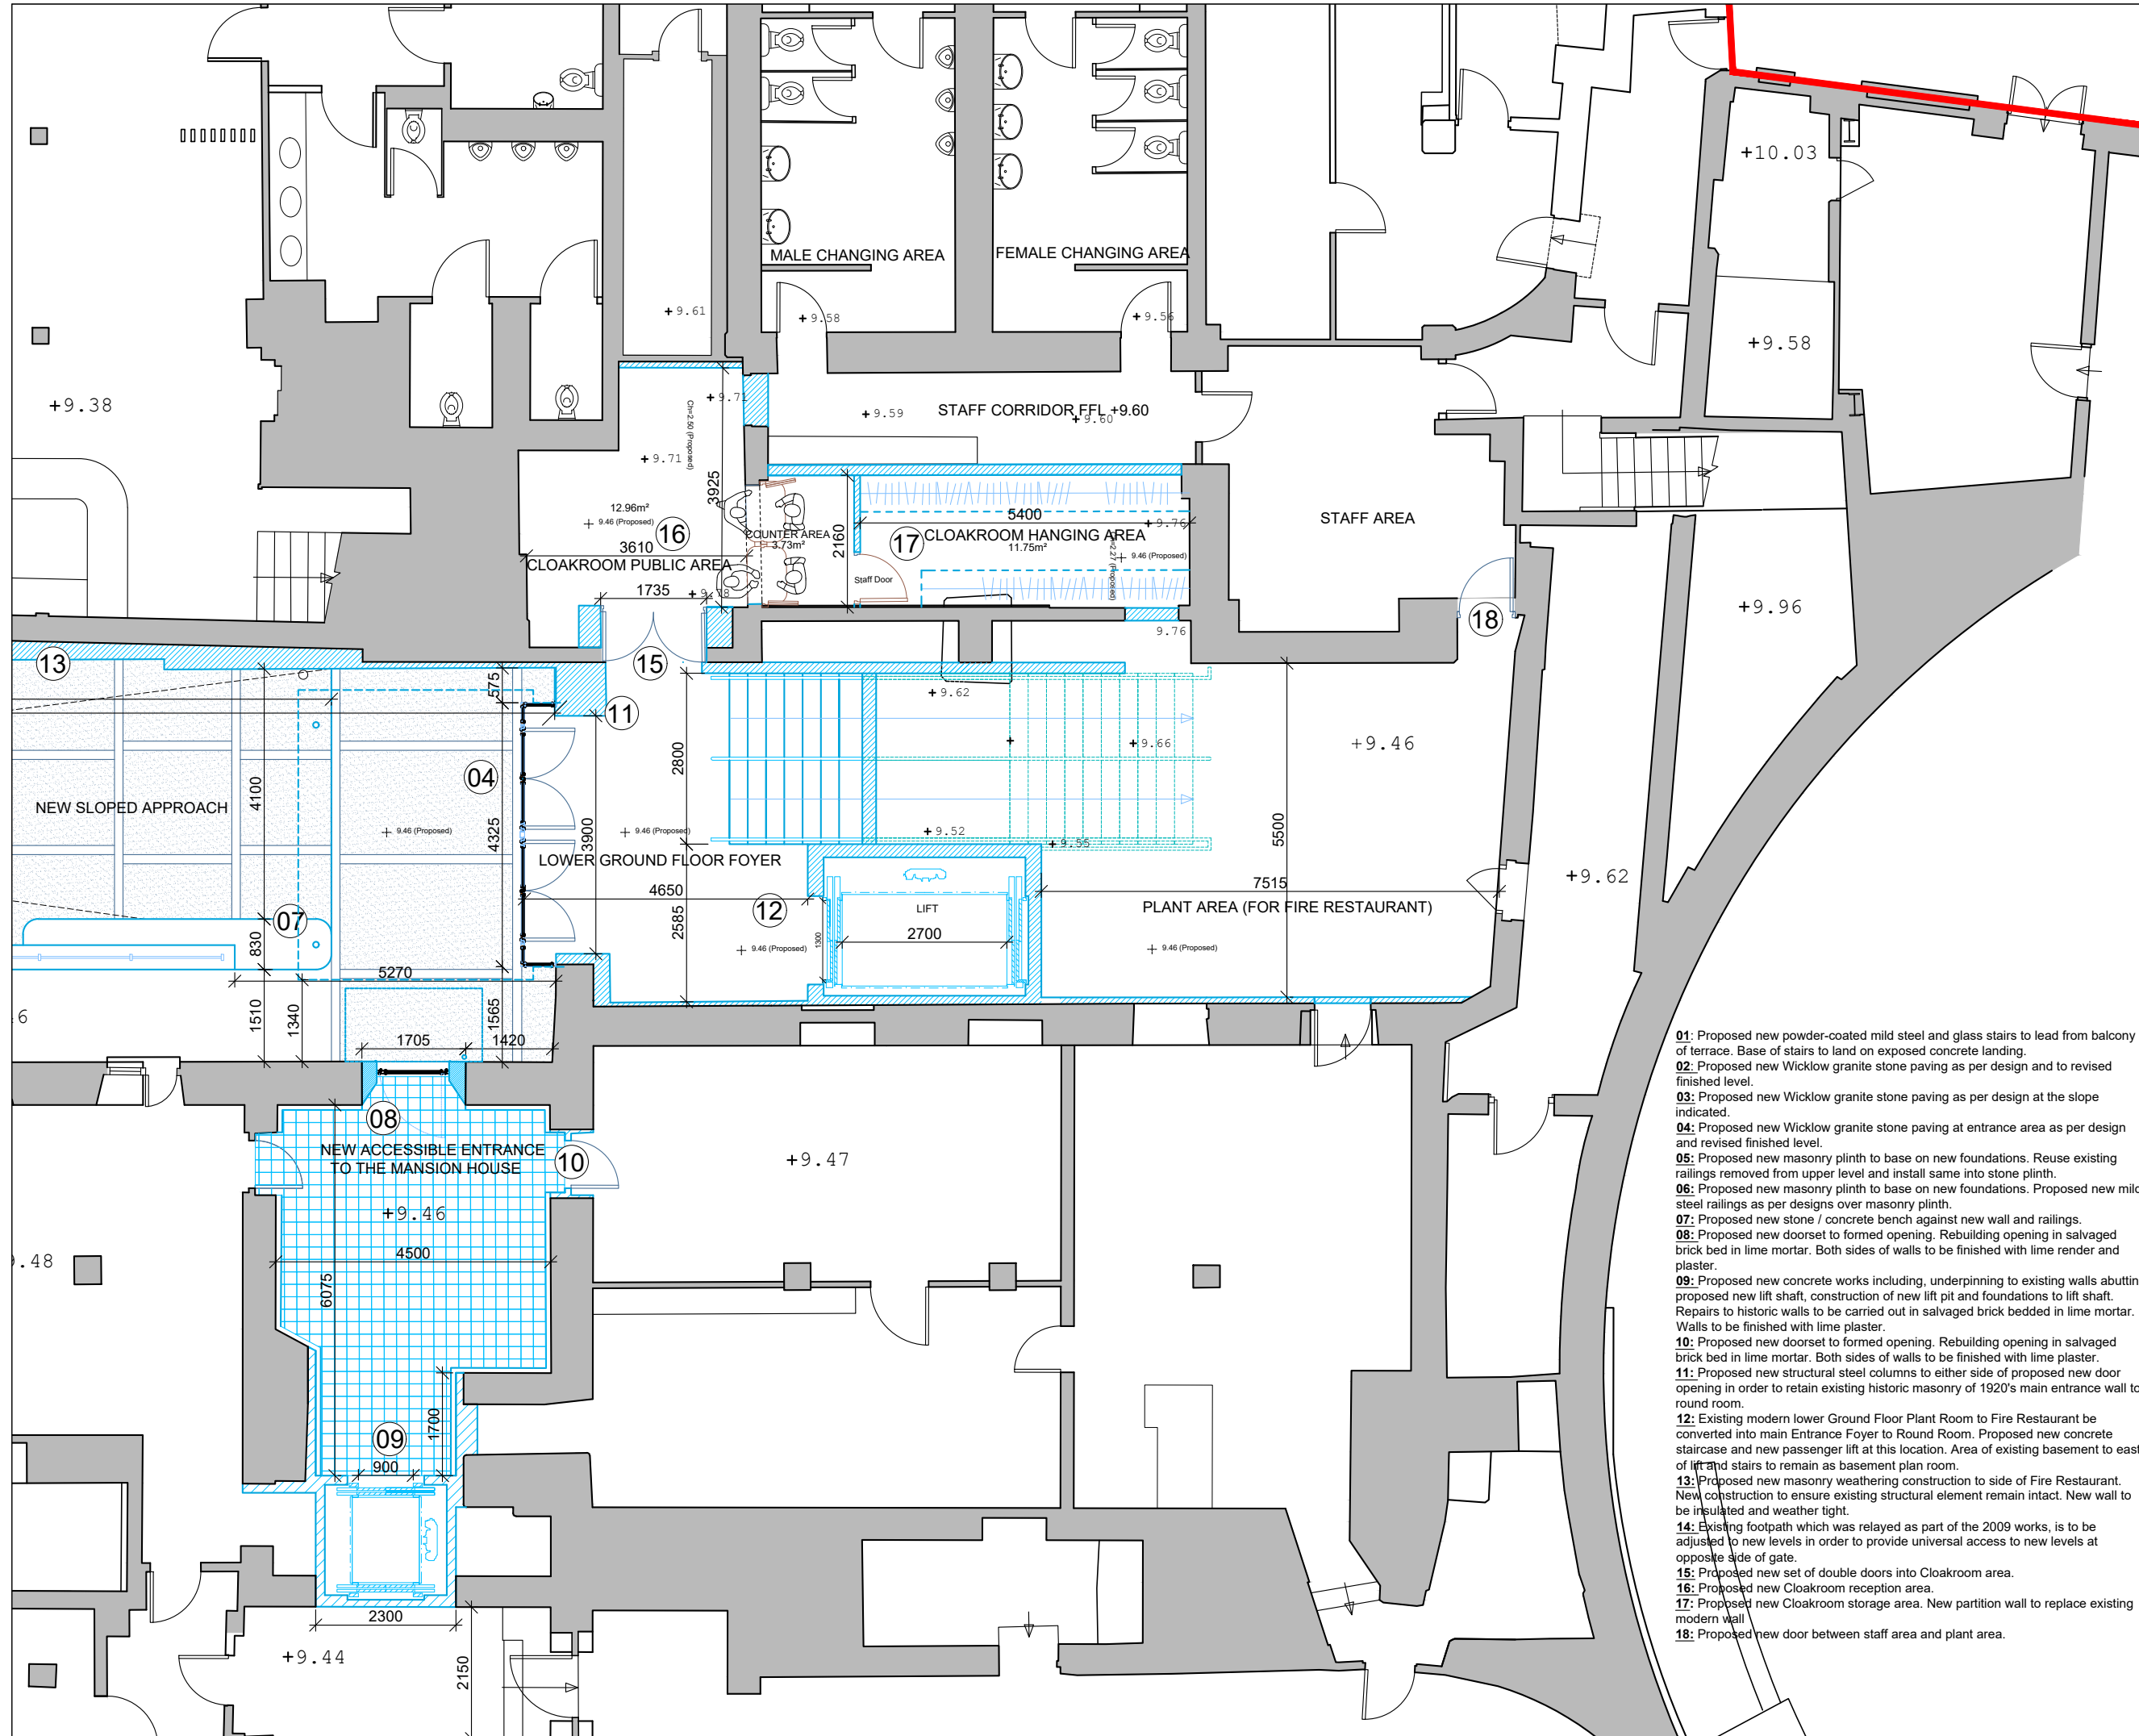 +10.03
MALE CHANGING AREA
FEMALE CHANGING AREA
+9.61
+9.58
+9.56
+9.58
+9.38
+9.71
+9.59
STAFF CORRIDOR FFL +9.60
+9.60
Ch=2.50 (Proposed)
+9.71
3925
12.96m²
9.46 (Proposed)
16
3610
CLOAKROOM PUBLIC AREA
COUNTER AREA
3.73m²
2160
17
5400
+9.76
CLOAKROOM HANGING AREA
11.75m²
9.46 (Proposed)
Staff Door
STAFF AREA
1735
+9.78
9.76
18
+9.96
13
15
575
11
+9.62
2800
+9.66
+9.46
04
4100
NEW SLOPED APPROACH
9.46 (Proposed)
4325
3900
9.46 (Proposed)
+9.52
+9.55
5500
LOWER GROUND FLOOR FOYER
4650
7515
+9.62
07
12
LIFT
PLANT AREA (FOR FIRE RESTAURANT)
830
2585
2700
1300
9.46 (Proposed)
9.46 (Proposed)
5270
1510
1340
1565
1705
1420
08
NEW ACCESSIBLE ENTRANCE
TO THE MANSION HOUSE
10
+9.47
+9.46
4500
6075
.48
1700
09
900
2300
+9.44
2150
01: Proposed new powder-coated mild steel and glass stairs to lead from balcony
of terrace. Base of stairs to land on exposed concrete landing.
02: Proposed new Wicklow granite stone paving as per design and to revised
finished level.
03: Proposed new Wicklow granite stone paving as per design at the slope
indicated.
04: Proposed new Wicklow granite stone paving at entrance area as per design
and revised finished level.
05: Proposed new masonry plinth to base on new foundations. Reuse existing
railings removed from upper level and install same into stone plinth.
06: Proposed new masonry plinth to base on new foundations. Proposed new mild
steel railings as per designs over masonry plinth.
07: Proposed new stone / concrete bench against new wall and railings.
08: Proposed new doorset to formed opening. Rebuilding opening in salvaged
brick bed in lime mortar. Both sides of walls to be finished with lime render and
plaster.
09: Proposed new concrete works including, underpinning to existing walls abuttin
proposed new lift shaft, construction of new lift pit and foundations to lift shaft.
Repairs to historic walls to be carried out in salvaged brick bedded in lime mortar.
Walls to be finished with lime plaster.
10: Proposed new doorset to formed opening. Rebuilding opening in salvaged
brick bed in lime mortar. Both sides of walls to be finished with lime plaster.
11: Proposed new structural steel columns to either side of proposed new door
opening in order to retain existing historic masonry of 1920's main entrance wall to
round room.
12: Existing modern lower Ground Floor Plant Room to Fire Restaurant be
converted into main Entrance Foyer to Round Room. Proposed new concrete
staircase and new passenger lift at this location. Area of existing basement to east
of lift and stairs to remain as basement plan room.
13: Proposed new masonry weathering construction to side of Fire Restaurant.
New construction to ensure existing structural element remain intact. New wall to
be insulated and weather tight.
14: Existing footpath which was relayed as part of the 2009 works, is to be
adjusted to new levels in order to provide universal access to new levels at
opposite side of gate.
15: Proposed new set of double doors into Cloakroom area.
16: Proposed new Cloakroom reception area.
17: Proposed new Cloakroom storage area. New partition wall to replace existing
modern wall
18: Proposed new door between staff area and plant area.